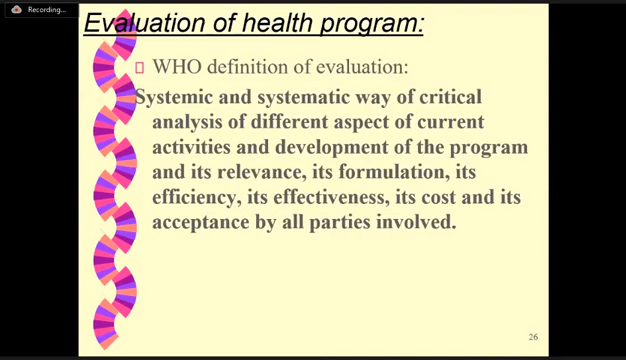 Recording...
Evaluation of health program:
WHO definition of evaluation:
Systemic and systematic way of critical
analysis of different aspect of current
activities and development of the program
and its relevance, its formulation, its
efficiency, its effectiveness, its cost and its
acceptance by all parties involved.
26